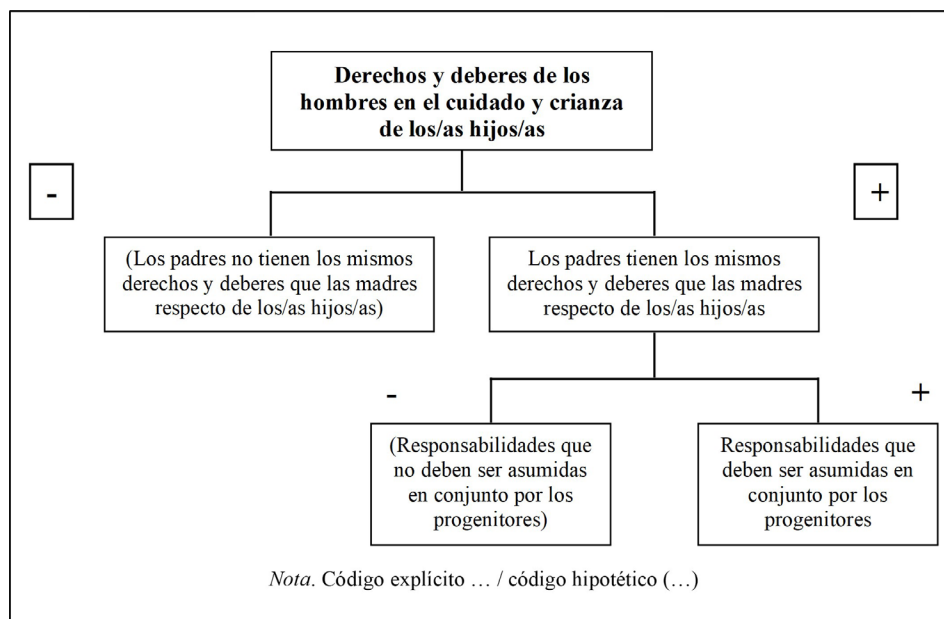 Derechos y deberes de los
hombres en el cuidado y crianza
de los/as hijos/as
-
+
(Los padres no tienen los mismos
derechos y deberes que las madres
respecto de los/as hijos/as)
Los padres tienen los mismos
derechos y deberes que las madres
respecto de los/as hijos/as
-
+
(Responsabilidades que
no deben ser asumidas
en conjunto por los
progenitores)
Responsabilidades que
deben ser asumidas en
conjunto por los
progenitores
Nota. Código explícito … / código hipotético (…)